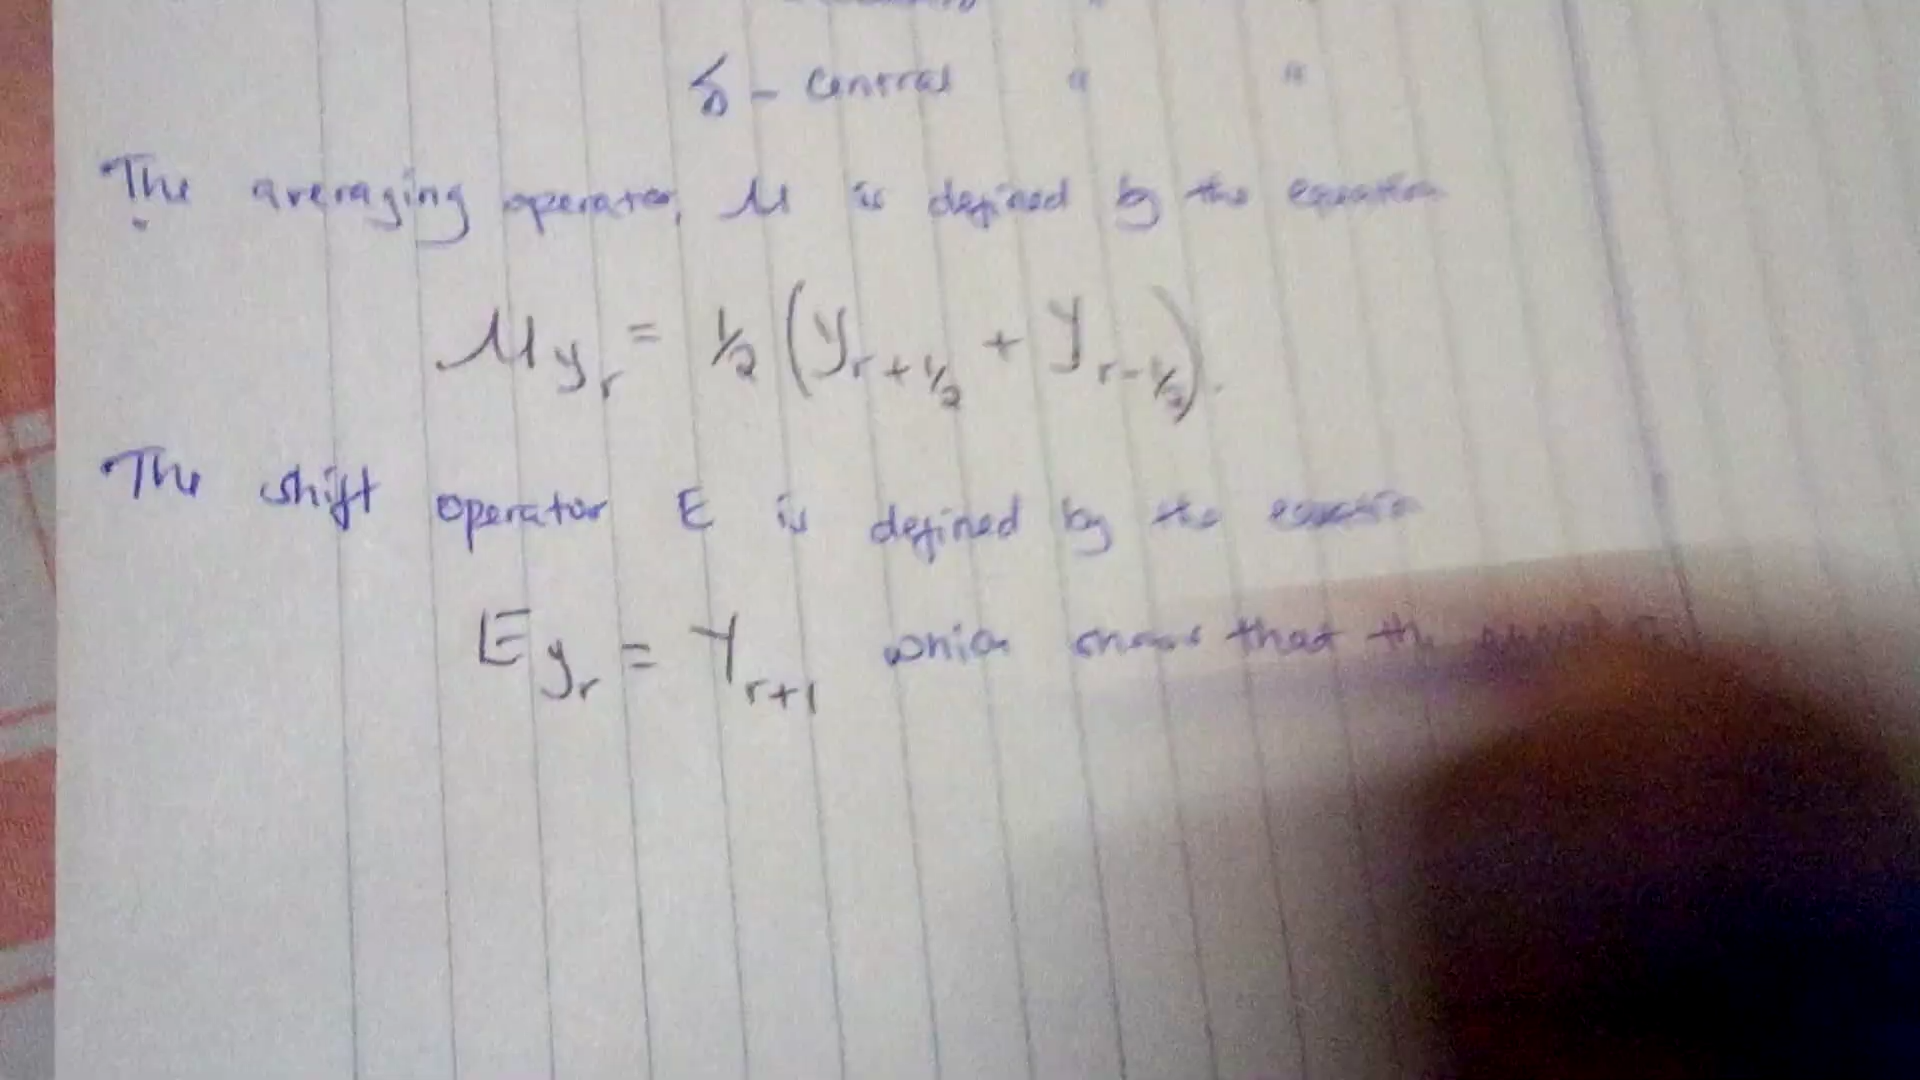 δ - Central " "
The averaging operator, μ is defined by the equation
μy_r = ½ (y_{r+½} + y_{r-½}).
The shift operator E is defined by the equation
Ey_r = Y_{r+1} which shows that the